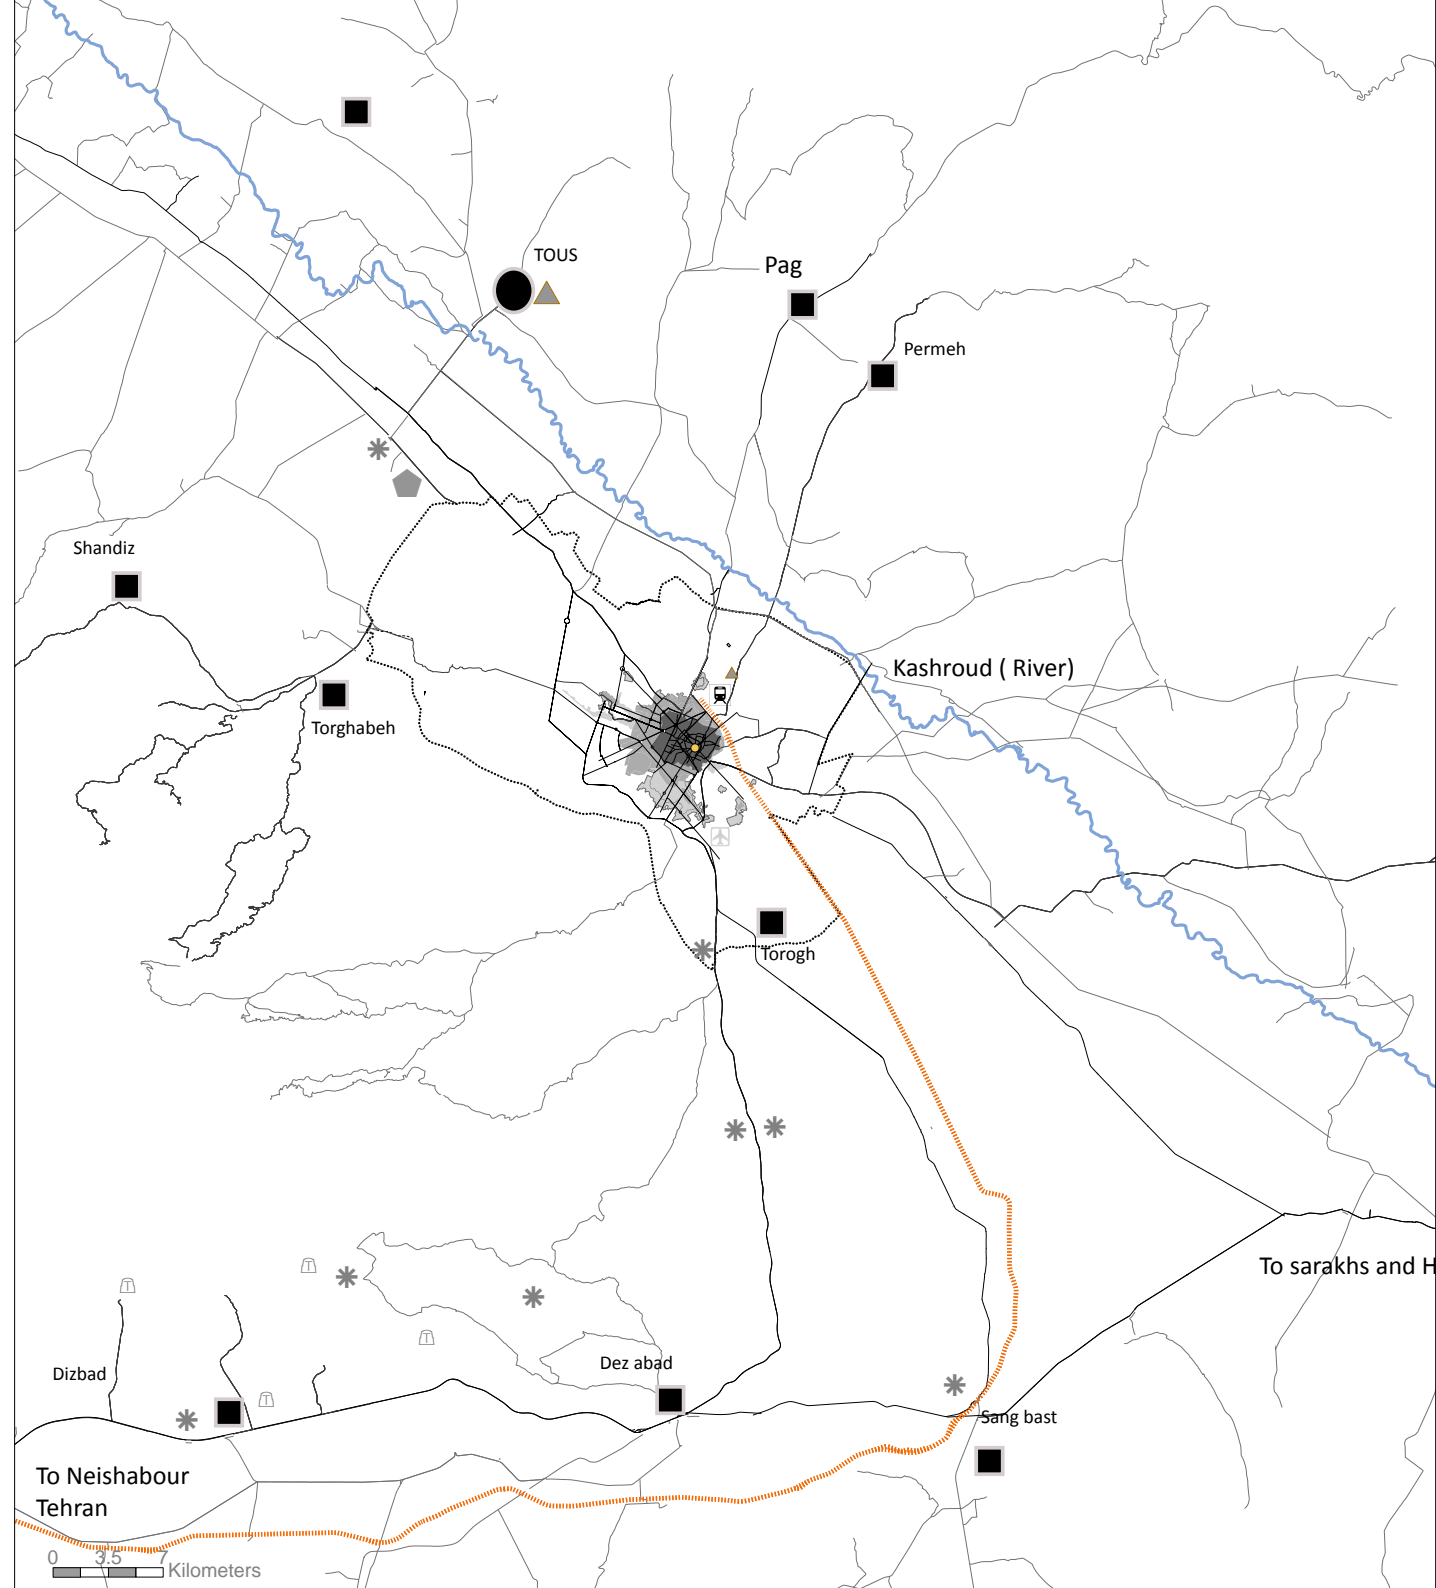 TOUS
Pag
Permeh
Shandiz
Kashroud ( River)
Torghabeh
Torogh
To sarakhs and H
T
T
T
Dez abad
Dizbad
T
Sang bast
To Neishabour
Tehran
0 3.5 7
Kilometers